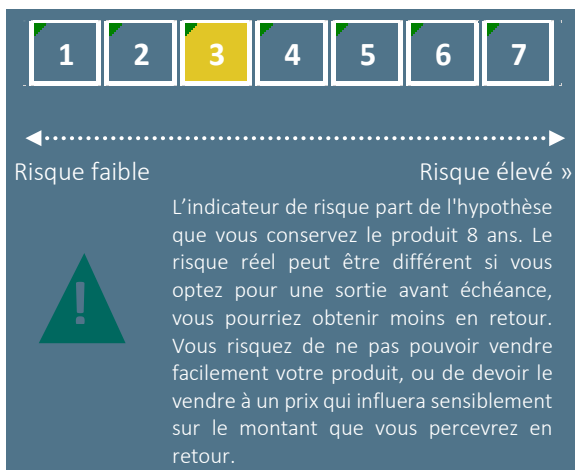 1 2 3 4 5 6 7
Risque faible Risque élevé »
L’indicateur de risque part de l'hypothèse
que vous conservez le produit 8 ans. Le
risque réel peut être différent si vous
optez pour une sortie avant échéance,
vous pourriez obtenir moins en retour.
Vous risquez de ne pas pouvoir vendre
facilement votre produit, ou de devoir le
vendre à un prix qui influera sensiblement
sur le montant que vous percevrez en
retour.
!